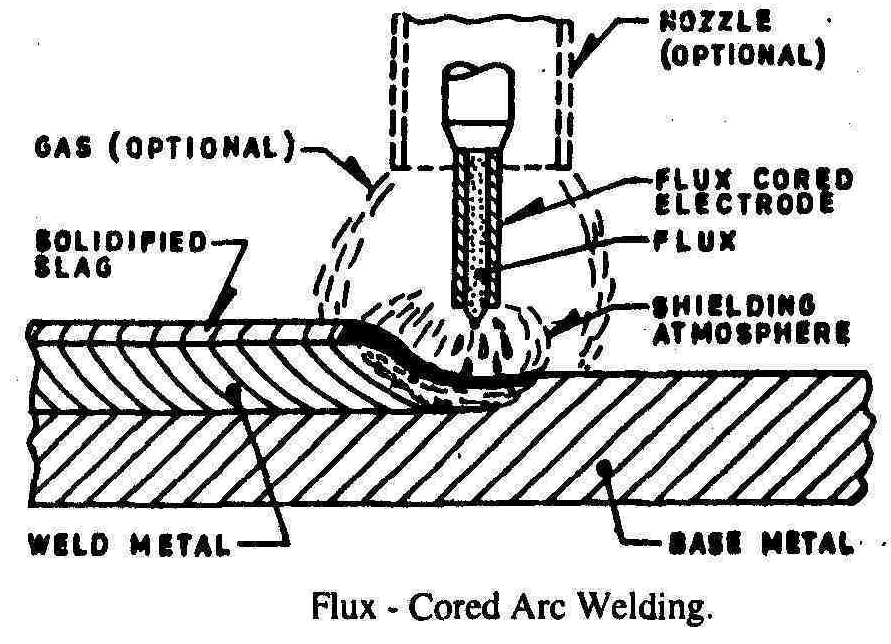 NOZZLE
(OPTIONAL)
GAS (OPTIONAL)
FLUX CORED
ELECTRODE
SOLIDIFIED
SLAG
FLUX
SHIELDING
ATMOSPHERE
WELD METAL
BASE METAL
Flux - Cored Arc Welding.